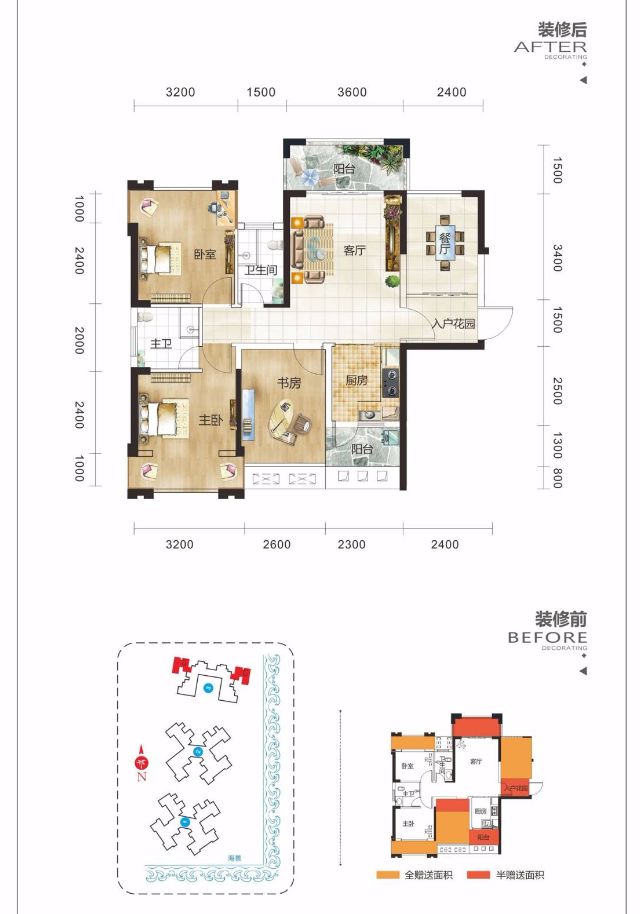 装修后
AFTER
DECORATING
3200 1500 3600 2400
1500
3400
1500
2500
1300
800
1000
2400
2000
2400
1000
阳台
卧室
卫生间
客厅
餐厅
主卫
入户花园
主卧
书房
厨房
阳台
3200 2600 2300 2400
装修前
BEFORE
DECORATING
N
海景
卧室
卫生间
客厅
主卫
入户花园
主卧
厨房
阳台
全赠送面积
半赠送面积